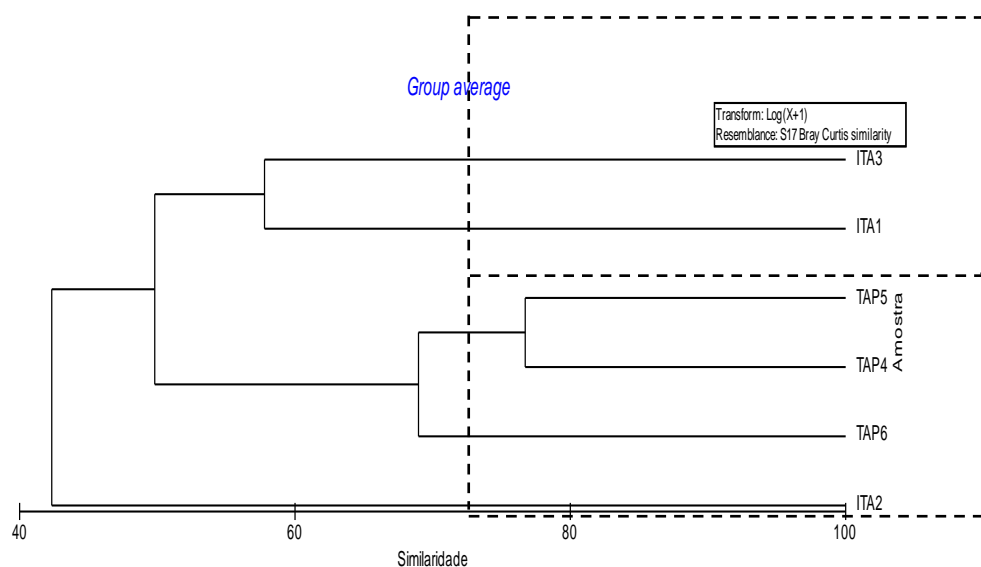 Group average
Transform: Log(X+1)
Resemblance: S17 Bray Curtis similarity
ITA3
ITA1
TAP5
TAP4
TAP6
ITA2
Amostra
40
60
80
100
Similaridade